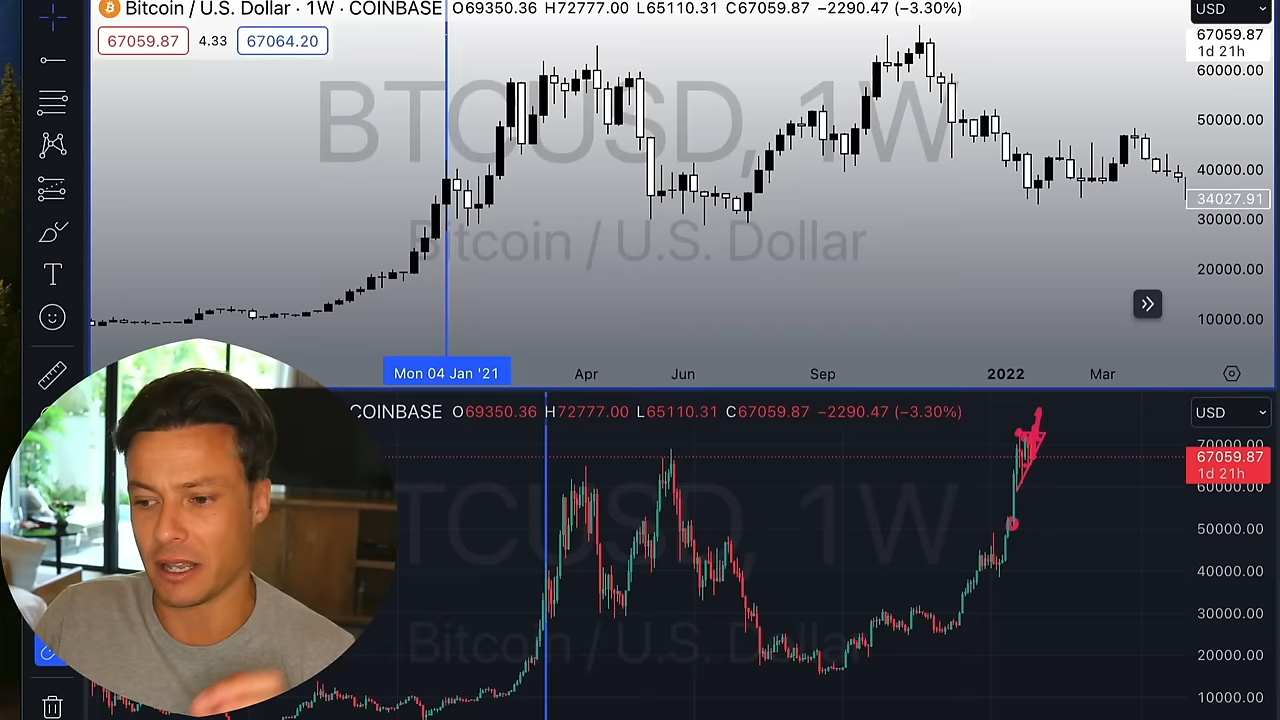 Bitcoin / U.S. Dollar · 1W · COINBASE O69350.36 H72777.00 L65110.31 C67059.87 −2290.47 (−3.30%)
USD
67059.87 4.33 67064.20
67059.87
1d 21h
60000.00
50000.00
40000.00
34027.91
30000.00
20000.00
10000.00
BTCUSD, 1W
Bitcoin / U.S. Dollar
T
Mon 04 Jan '21 Apr Jun Sep 2022 Mar
COINBASE O69350.36 H72777.00 L65110.31 C67059.87 −2290.47 (−3.30%)
USD
70000.00
67059.87
1d 21h
60000.00
50000.00
40000.00
30000.00
20000.00
10000.00
TCUSD, 1W
Bitcoin / U.S. Dollar